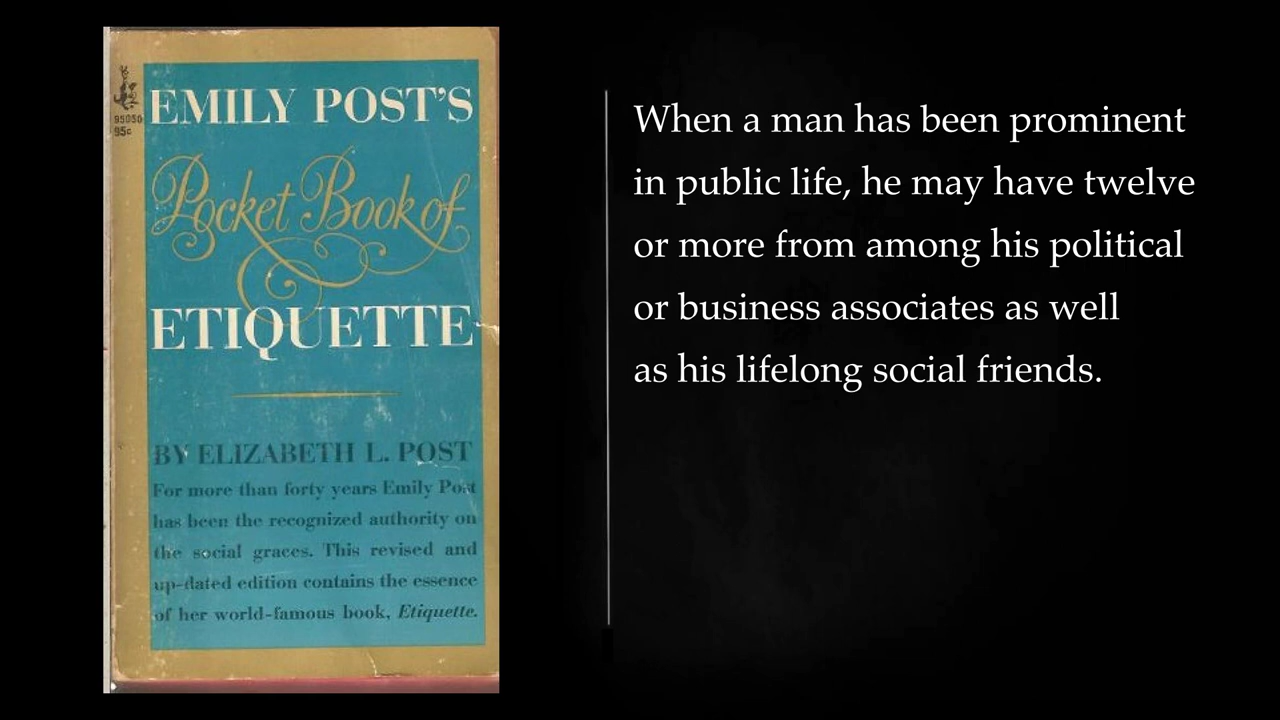 95050
95c
EMILY POST'S
Pocket Book of
ETIQUETTE
BY ELIZABETH L. POST
For more than forty years Emily Post
has been the recognized authority on
the social graces. This revised and
up-dated edition contains the essence
of her world-famous book, Etiquette.
When a man has been prominent
in public life, he may have twelve
or more from among his political
or business associates as well
as his lifelong social friends.